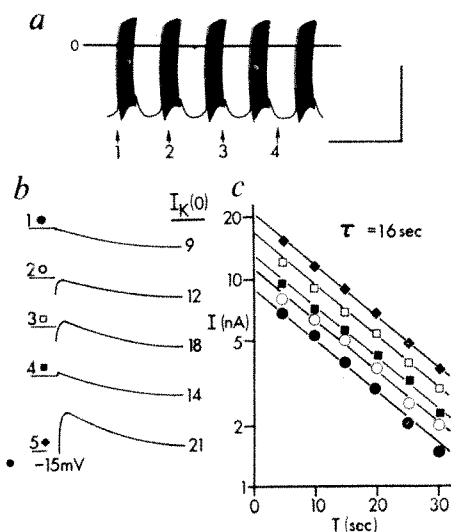 a
0
1 2 3 4
b
I_K(0)
1 ● 9
2 ○ 12
3 □ 18
4 ■ 14
5 ◆ 21
● -15mV
c
τ = 16 sec
20
10
I (nA)
5
2
1
0 10 20 30
T (sec)